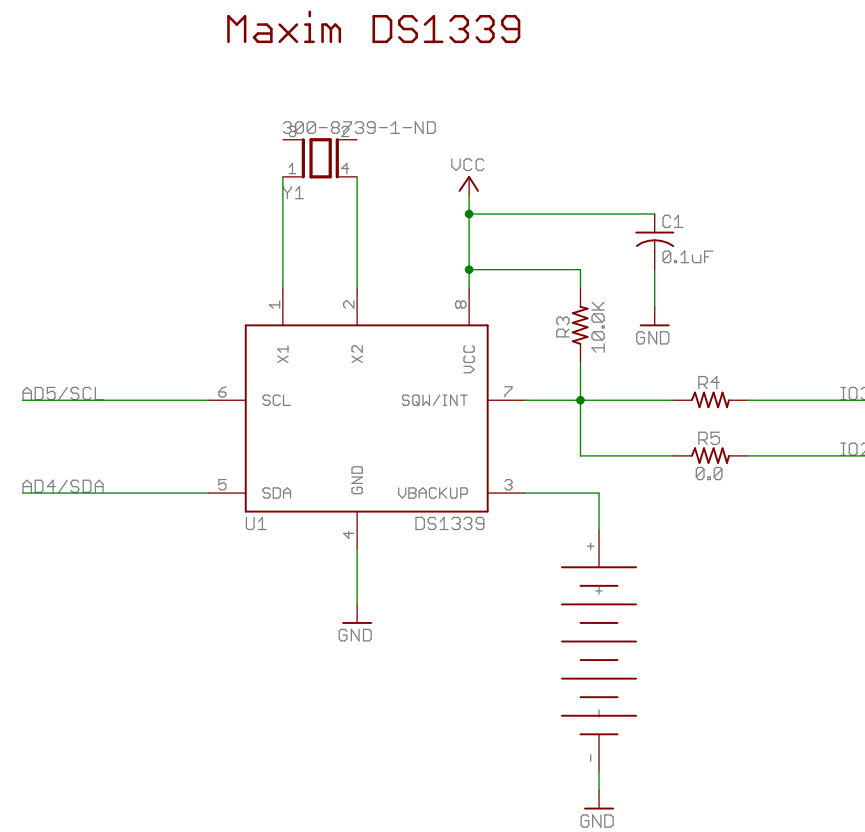 Maxim DS1339
300-8739-1-ND
3
2
1
4
Y1
VCC
C1
0.1uF
GND
1
2
8
R3
10.0K
X1
X2
VCC
R4
IO3
AD5/SCL
6
SCL
SQW/INT
7
R5
0.0
IO2
AD4/SDA
5
SDA
GND
VBACKUP
3
U1
DS1339
4
GND
+
+
-
-
GND